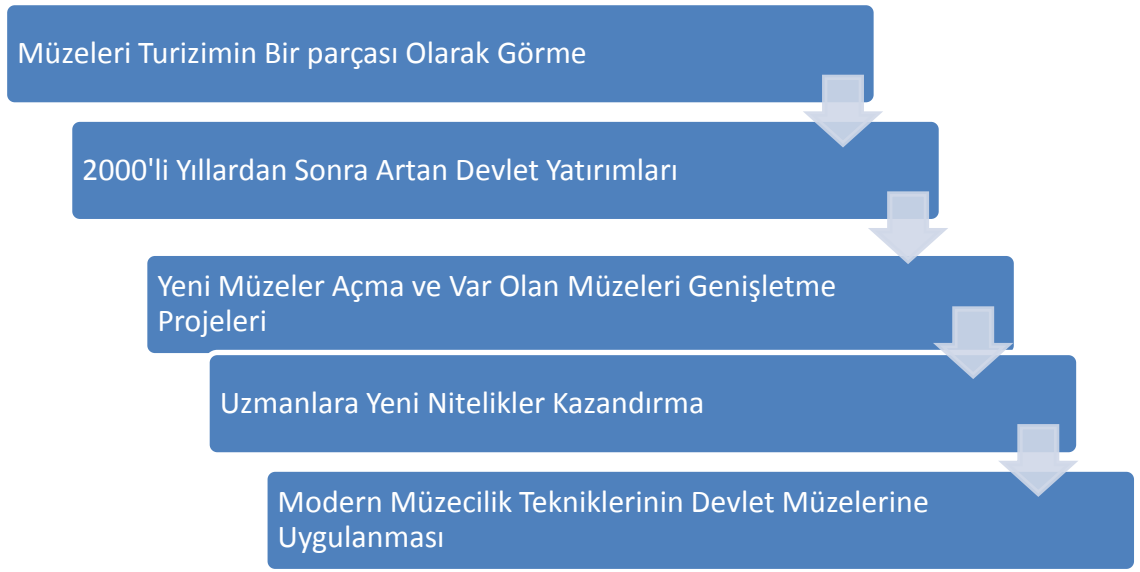 Müzeleri Turizimin Bir parçası Olarak Görme
2000'li Yıllardan Sonra Artan Devlet Yatırımları
Yeni Müzeler Açma ve Var Olan Müzeleri Genişletme
Projeleri
Uzmanlara Yeni Nitelikler Kazandırma
Modern Müzecilik Tekniklerinin Devlet Müzelerine
Uygulanması